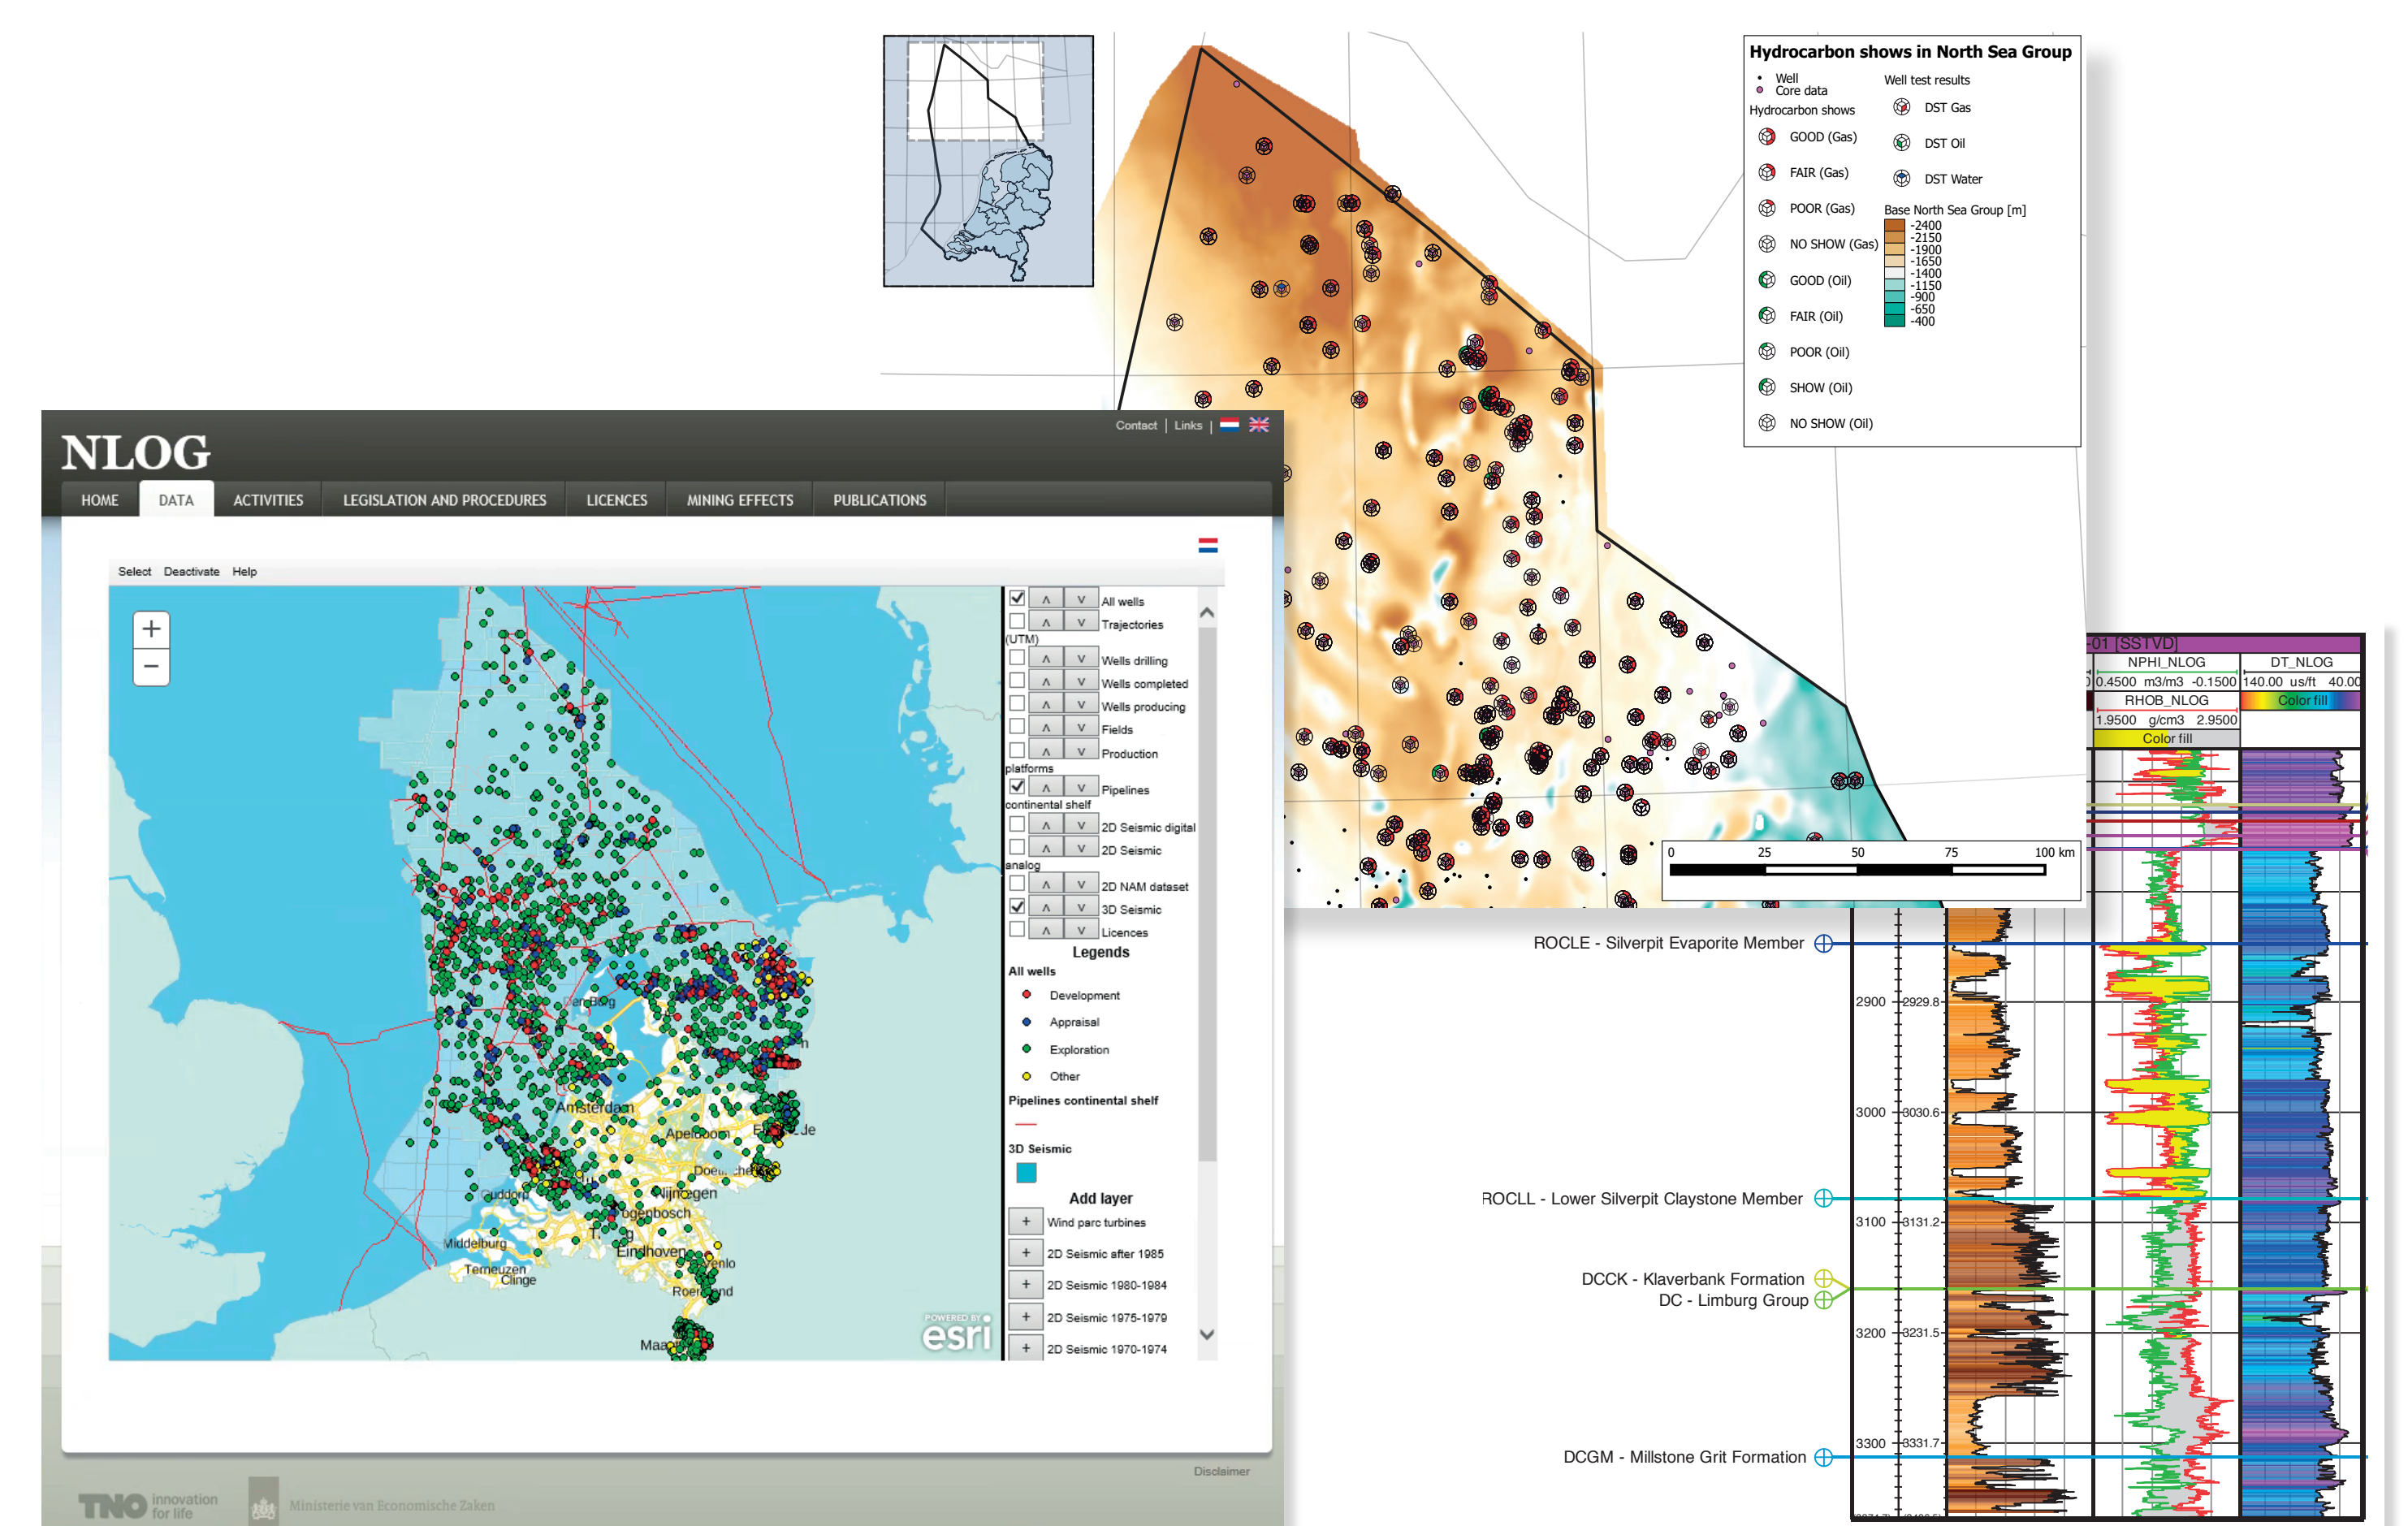 Hydrocarbon shows in North Sea Group
Well
Core data
Hydrocarbon shows
GOOD (Gas)
FAIR (Gas)
POOR (Gas)
NO SHOW (Gas)
GOOD (Oil)
FAIR (Oil)
POOR (Oil)
SHOW (Oil)
NO SHOW (Oil)
Well test results
DST Gas
DST Oil
DST Water
Base North Sea Group [m]
-2400
-2150
-1900
-1650
-1400
-1150
-900
-650
-400
0 25 50 75 100 km
Contact | Links |
NLOG
HOME DATA ACTIVITIES LEGISLATION AND PROCEDURES LICENCES MINING EFFECTS PUBLICATIONS
Select Deactivate Help
+
−
All wells
Trajectories
(UTM)
Wells drilling
Wells completed
Wells producing
Fields
Production
platforms
Pipelines
continental shelf
2D Seismic digital
2D Seismic
analog
2D NAM dataset
3D Seismic
Licences
Legends
All wells
Development
Appraisal
Exploration
Other
Pipelines continental shelf
3D Seismic
Add layer
+ Wind parc turbines
+ 2D Seismic after 1985
+ 2D Seismic 1980-1984
+ 2D Seismic 1975-1979
+ 2D Seismic 1970-1974
Den Burg
Amsterdam
Apeldoorn
Nijmegen
ogenbosch
Ouddorp
Middelburg
Eindhoven
Venlo
Terneuzen
Clinge
Maa
POWERED BY
esri
Disclaimer
TNO innovation
for life
Ministerie van Economische Zaken
-01 [SSTVD]
NPHI_NLOG DT_NLOG
0.4500 m3/m3 -0.1500 140.00 us/ft 40.00
RHOB_NLOG Color fill
1.9500 g/cm3 2.9500
Color fill
ROCLE - Silverpit Evaporite Member
2900 2929.8
3000 3030.6
ROCLL - Lower Silverpit Claystone Member
3100 3131.2
DCCK - Klaverbank Formation
DC - Limburg Group
3200 3231.5
3300 3331.7
DCGM - Millstone Grit Formation